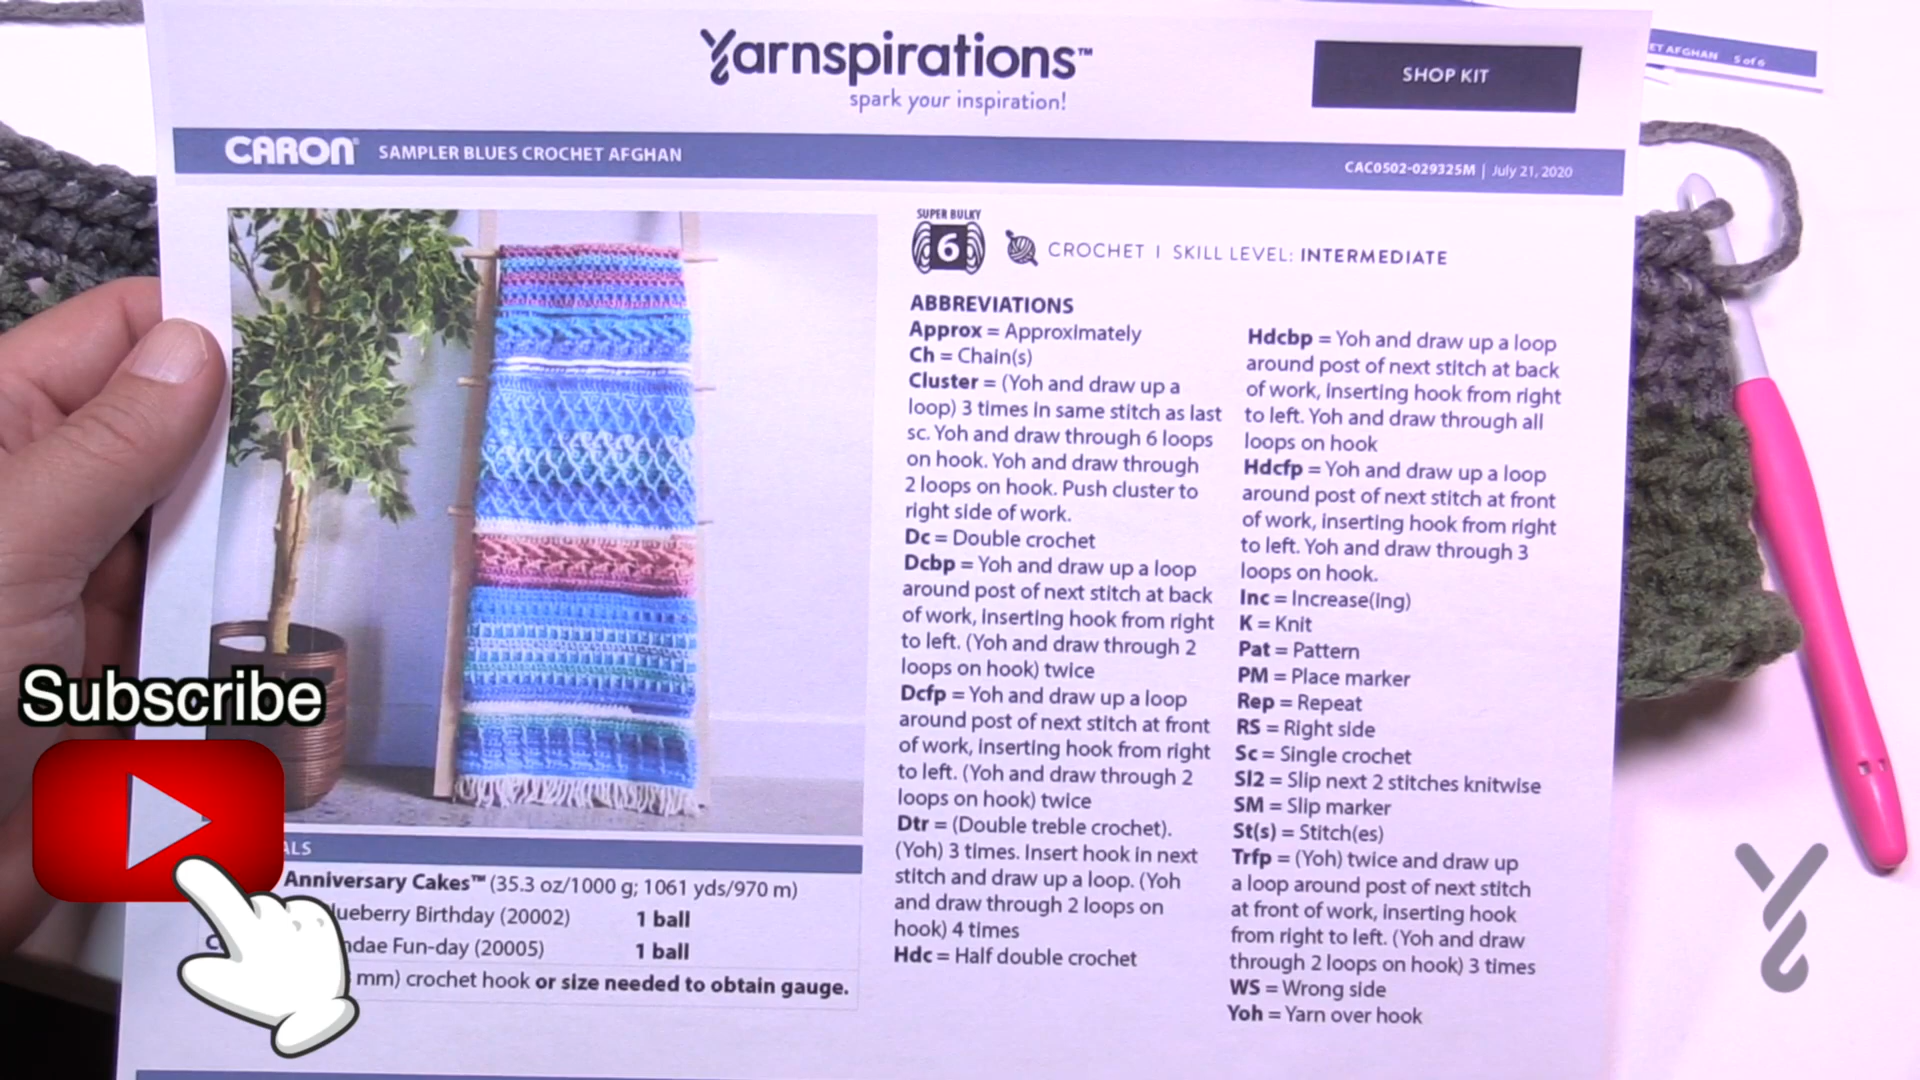 Yarnspirations™
spark your inspiration!
SHOP KIT
ET AFGHAN 5 of 6
CARON® SAMPLER BLUES CROCHET AFGHAN
CAC0502-029325M | July 21, 2020
SUPER BULKY
6
CROCHET | SKILL LEVEL: INTERMEDIATE
ABBREVIATIONS
Approx = Approximately
Ch = Chain(s)
Cluster = (Yoh and draw up a
loop) 3 times in same stitch as last
sc. Yoh and draw through 6 loops
on hook. Yoh and draw through
2 loops on hook. Push cluster to
right side of work.
Dc = Double crochet
Dcbp = Yoh and draw up a loop
around post of next stitch at back
of work, inserting hook from right
to left. (Yoh and draw through 2
loops on hook) twice
Dcfp = Yoh and draw up a loop
around post of next stitch at front
of work, inserting hook from right
to left. (Yoh and draw through 2
loops on hook) twice
Dtr = (Double treble crochet).
(Yoh) 3 times. Insert hook in next
stitch and draw up a loop. (Yoh
and draw through 2 loops on
hook) 4 times
Hdc = Half double crochet
Hdcbp = Yoh and draw up a loop
around post of next stitch at back
of work, inserting hook from right
to left. Yoh and draw through all
loops on hook
Hdcfp = Yoh and draw up a loop
around post of next stitch at front
of work, inserting hook from right
to left. Yoh and draw through 3
loops on hook.
Inc = Increase(ing)
K = Knit
Pat = Pattern
PM = Place marker
Rep = Repeat
RS = Right side
Sc = Single crochet
Sl2 = Slip next 2 stitches knitwise
SM = Slip marker
St(s) = Stitch(es)
Trfp = (Yoh) twice and draw up
a loop around post of next stitch
at front of work, inserting hook
from right to left. (Yoh and draw
through 2 loops on hook) 3 times
WS = Wrong side
Yoh = Yarn over hook
Subscribe
ALS
Anniversary Cakes™ (35.3 oz/1000 g; 1061 yds/970 m)
lueberry Birthday (20002) 1 ball
ndae Fun-day (20005) 1 ball
mm) crochet hook or size needed to obtain gauge.